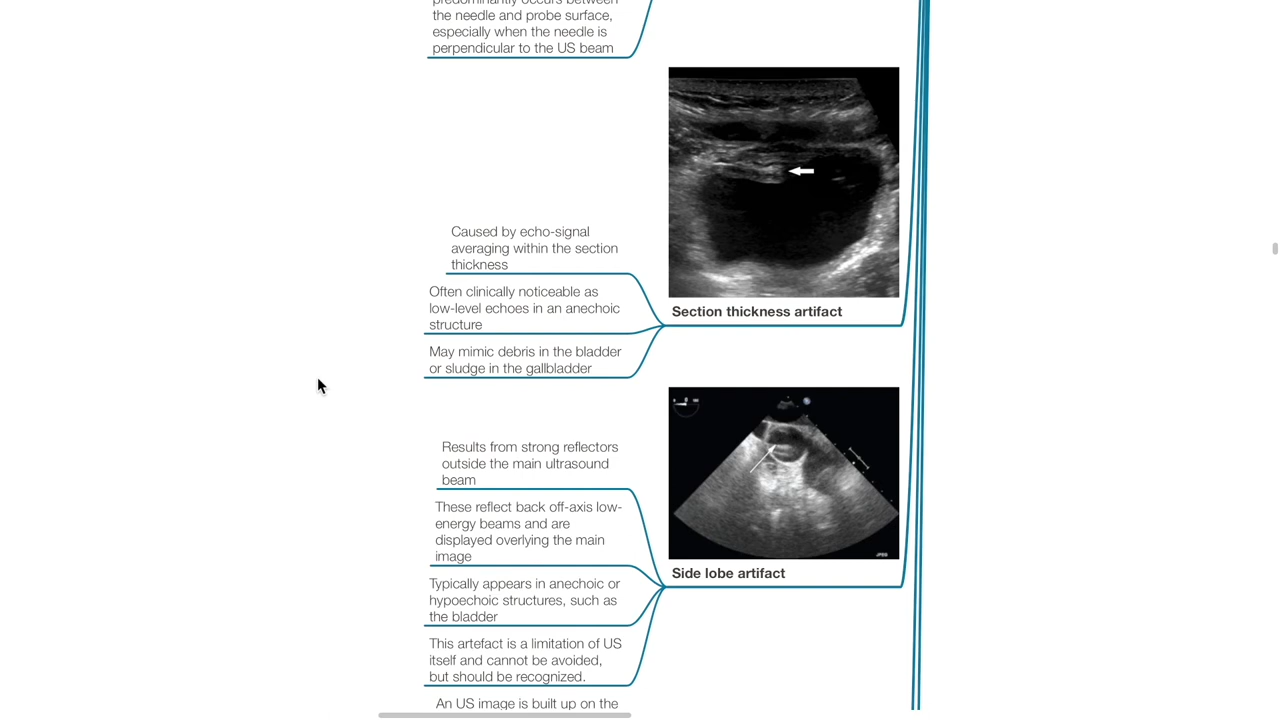 the needle and probe surface,
especially when the needle is
perpendicular to the US beam
Caused by echo-signal
averaging within the section
thickness
Often clinically noticeable as
low-level echoes in an anechoic
structure
May mimic debris in the bladder
or sludge in the gallbladder
Section thickness artifact
Results from strong reflectors
outside the main ultrasound
beam
These reflect back off-axis low-
energy beams and are
displayed overlying the main
image
Typically appears in anechoic or
hypoechoic structures, such as
the bladder
This artefact is a limitation of US
itself and cannot be avoided,
but should be recognized.
JPEG
Side lobe artifact
An US image is built up on the